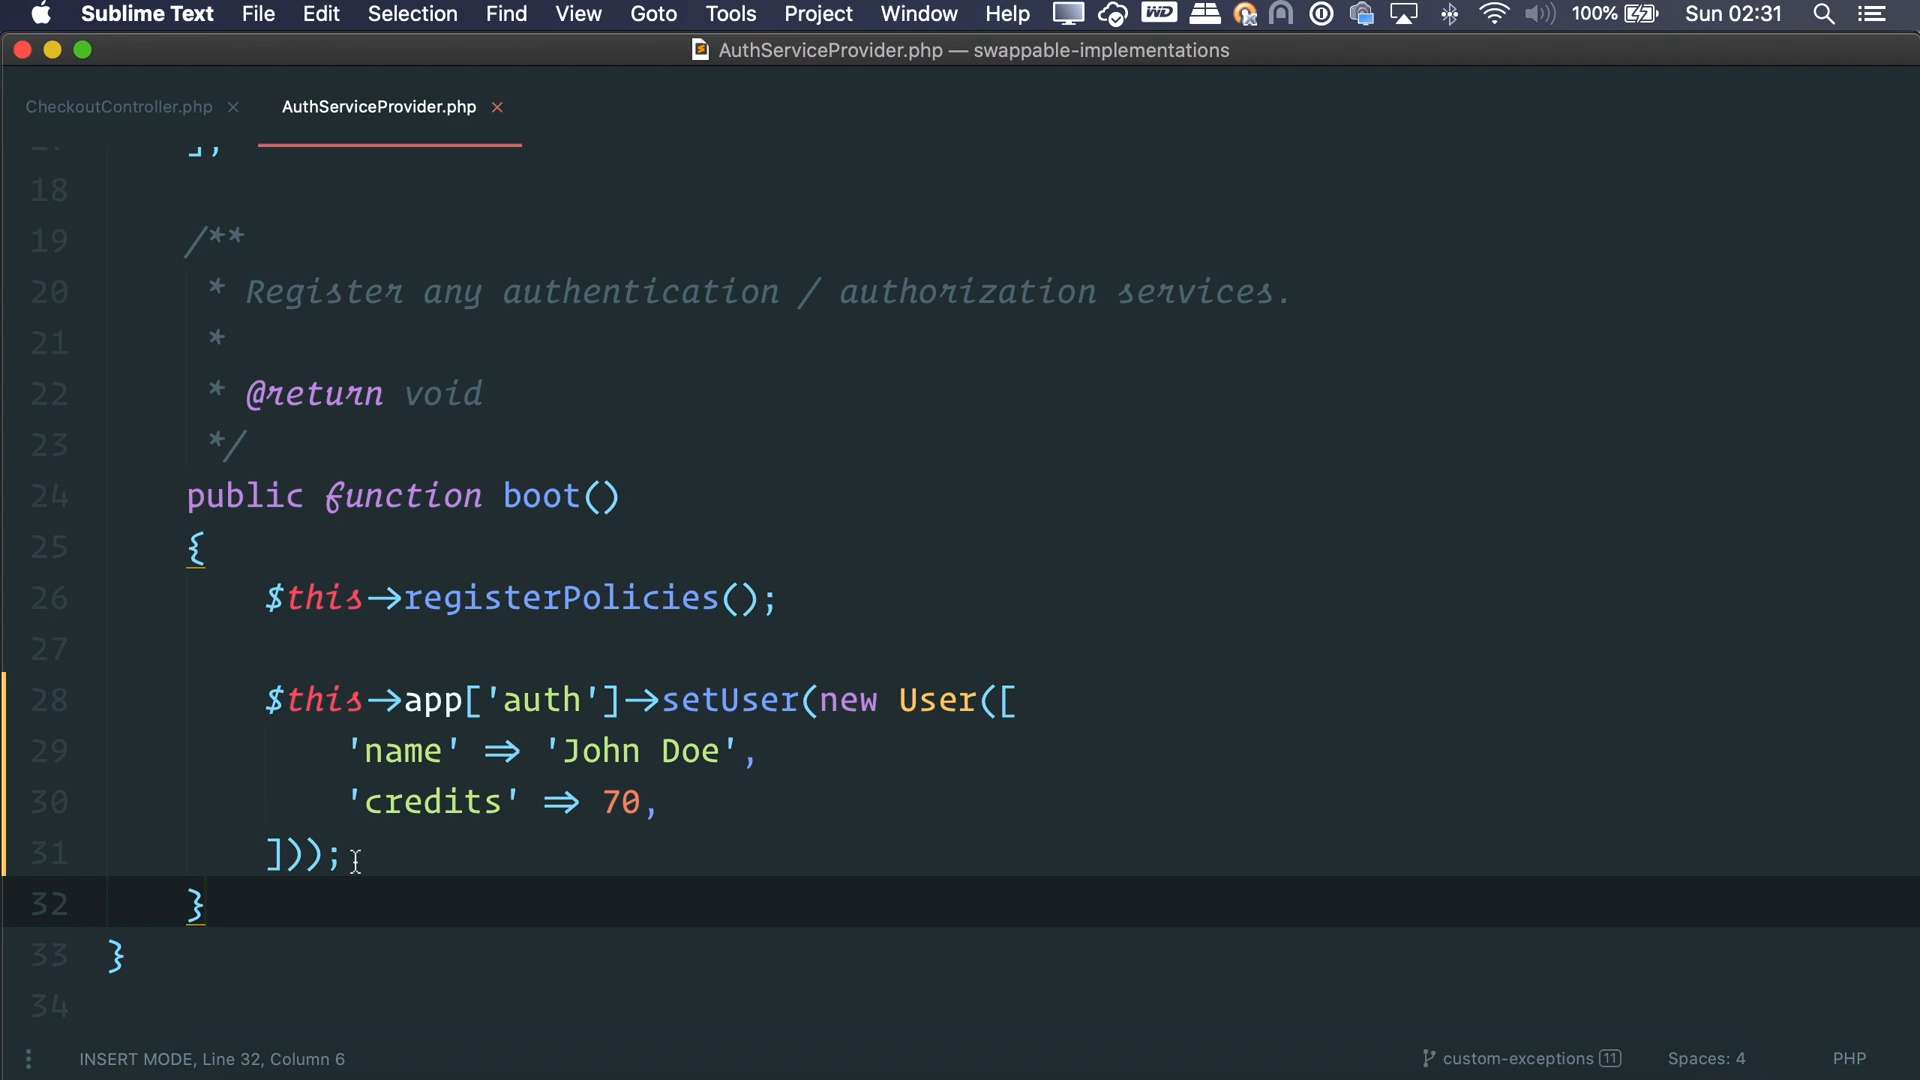 Sublime Text File Edit Selection Find View Goto Tools Project Window Help WD 100% Sun 02:31
AuthServiceProvider.php — swappable-implementations
CheckoutController.php × AuthServiceProvider.php ×
],
18
19 /**
20 * Register any authentication / authorization services.
21 *
22 * @return void
23 */
24 public function boot()
25 {
26 $this->registerPolicies();
27
28 $this->app['auth']->setUser(new User([
29 'name' => 'John Doe',
30 'credits' => 70,
31 ]));
32 }
33 }
34
INSERT MODE, Line 32, Column 6 custom-exceptions 11 Spaces: 4 PHP